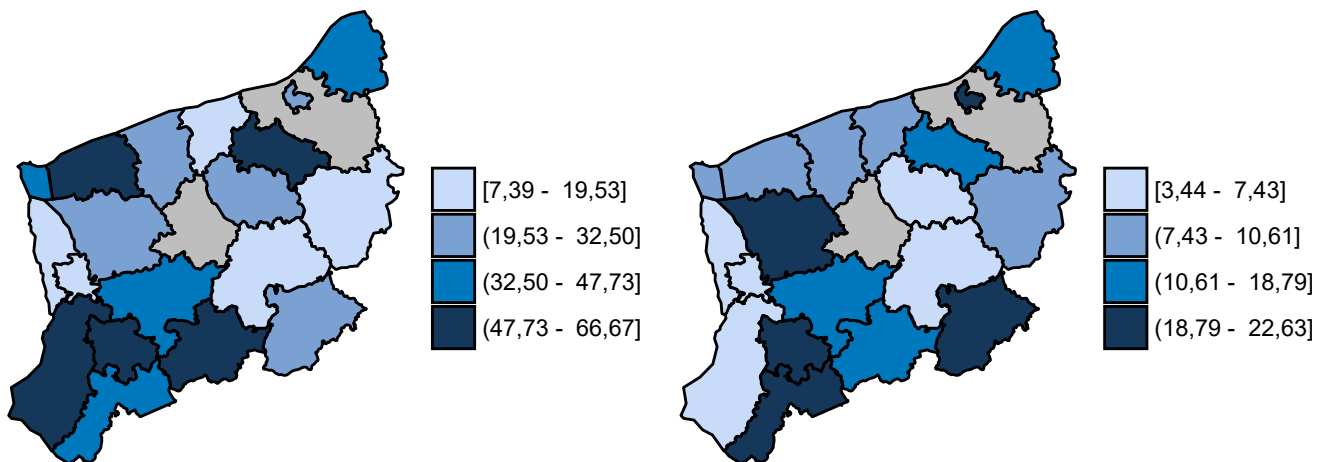 [7,39 - 19,53]
(19,53 - 32,50]
(32,50 - 47,73]
(47,73 - 66,67]
[3,44 - 7,43]
(7,43 - 10,61]
(10,61 - 18,79]
(18,79 - 22,63]